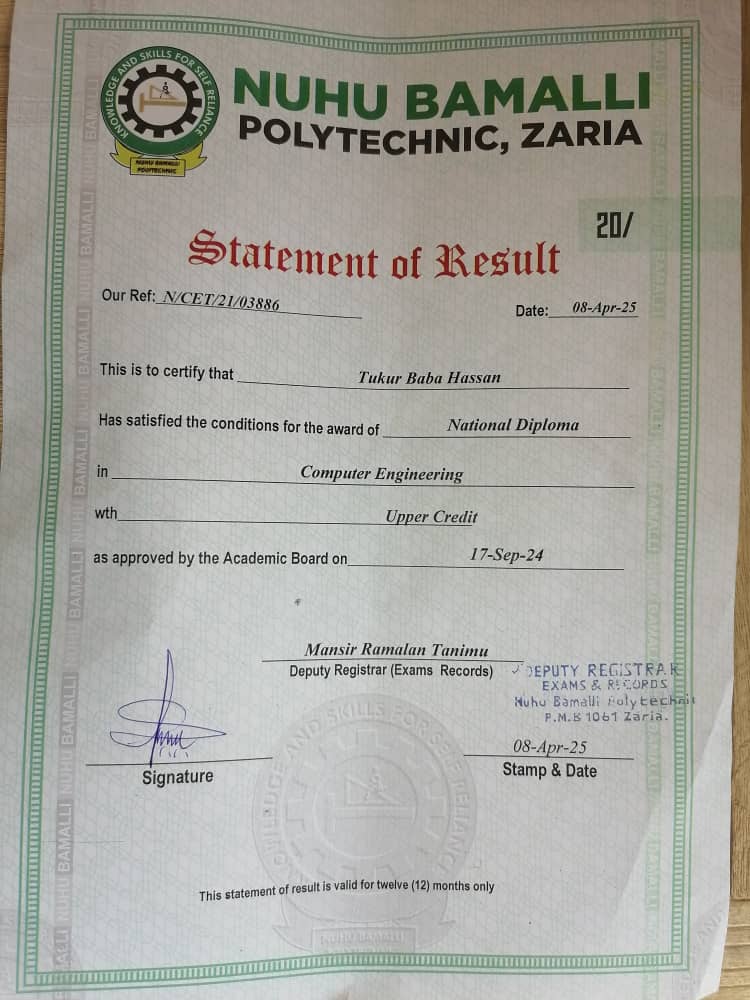 KNOWLEDGE AND SKILLS FOR SELF RELIANCE
NUHU BAMALLI
POLYTECHNIC
NUHU BAMALLI
POLYTECHNIC, ZARIA
20/
Statement of Result
Our Ref: N/CET/21/03886
Date: 08-Apr-25
This is to certify that Tukur Baba Hassan
Has satisfied the conditions for the award of National Diploma
in Computer Engineering
wth Upper Credit
as approved by the Academic Board on 17-Sep-24
Mansir Ramalan Tanimu
Deputy Registrar (Exams Records)
DEPUTY REGISTRAR
EXAMS & RECORDS
Nuhu Bamalli Polytechnic
P.M.B 1061 Zaria.
08-Apr-25
Signature
Stamp & Date
This statement of result is valid for twelve (12) months only